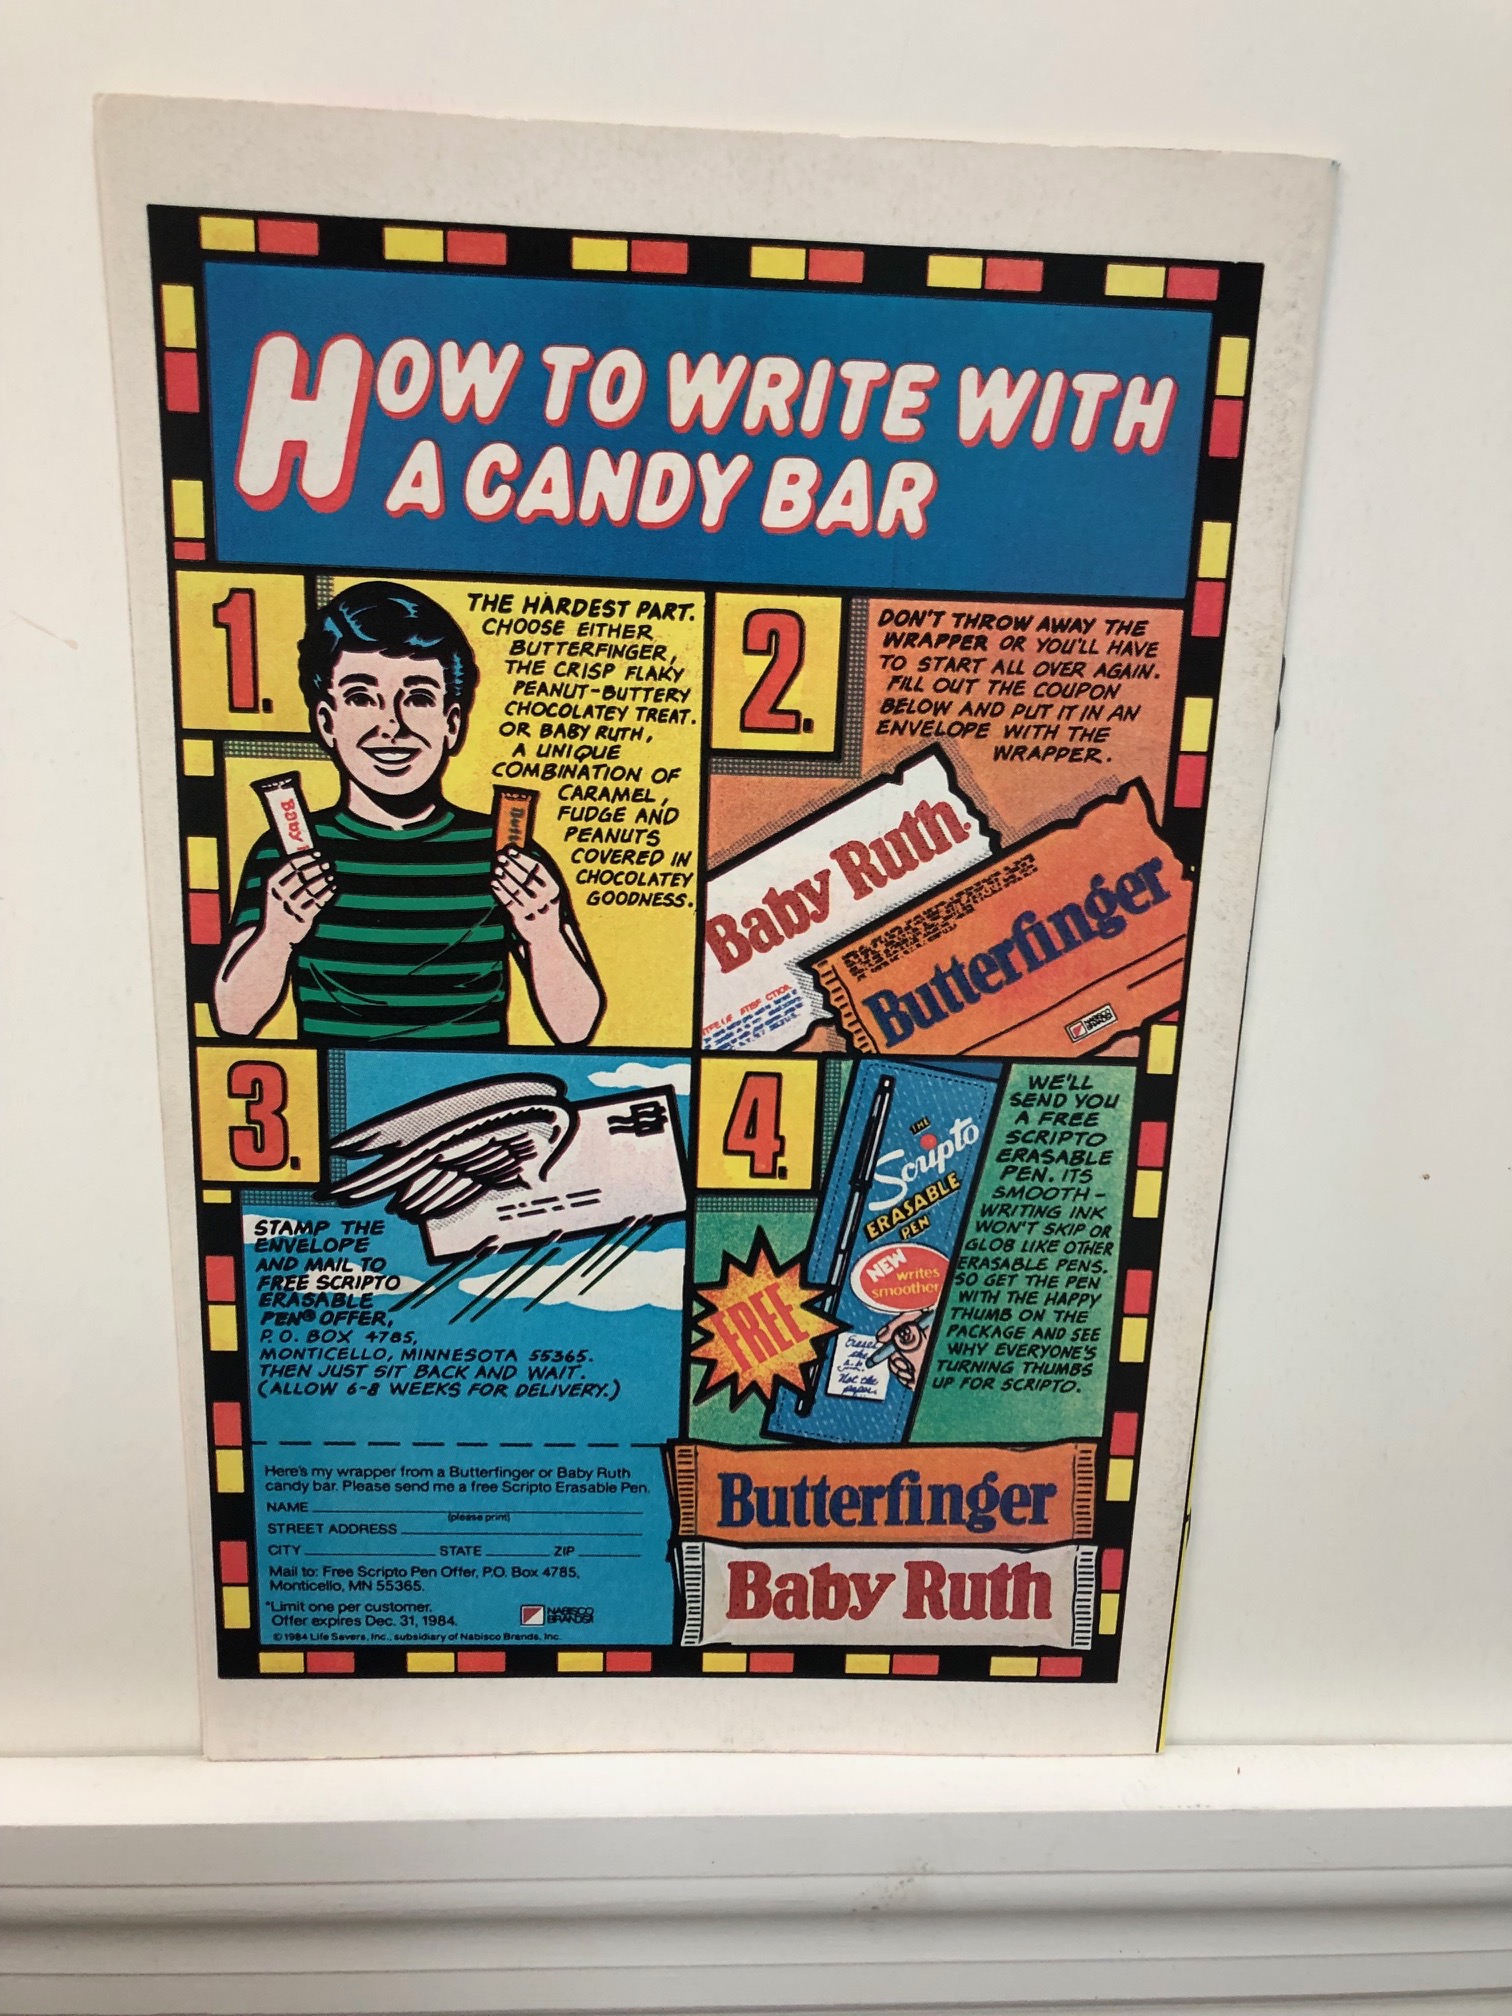 HOW TO WRITE WITH
A CANDY BAR
1.
THE HARDEST PART.
CHOOSE EITHER
BUTTERFINGER,
THE CRISP FLAKY
PEANUT-BUTTERY
CHOCOLATEY TREAT.
OR BABY RUTH,
A UNIQUE
COMBINATION OF
CARAMEL,
FUDGE AND
PEANUTS
COVERED IN
CHOCOLATEY
GOODNESS.
Baby
Butt
2.
DON'T THROW AWAY THE
WRAPPER OR YOU'LL HAVE
TO START ALL OVER AGAIN.
FILL OUT THE COUPON
BELOW AND PUT IT IN AN
ENVELOPE WITH THE
WRAPPER.
Baby Ruth
Butterfinger
NABISCO
BRANDS
3.
STAMP THE
ENVELOPE
AND MAIL TO
FREE SCRIPTO
ERASABLE
PEN® OFFER,
P.O. BOX 4785,
MONTICELLO, MINNESOTA 55365.
THEN JUST SIT BACK AND WAIT.
(ALLOW 6-8 WEEKS FOR DELIVERY.)
4.
THE
Scripto
ERASABLE
PEN
NEW
writes
smoother
FREE
WE'LL
SEND YOU
A FREE
SCRIPTO
ERASABLE
PEN. ITS
SMOOTH-
WRITING INK
WON'T SKIP OR
GLOB LIKE OTHER
ERASABLE PENS.
SO GET THE PEN
WITH THE HAPPY
THUMB ON THE
PACKAGE AND SEE
WHY EVERYONE'S
TURNING THUMBS
UP FOR SCRIPTO.
Here's my wrapper from a Butterfinger or Baby Ruth
candy bar. Please send me a free Scripto Erasable Pen.
NAME
(please print)
STREET ADDRESS
CITY STATE ZIP
Mail to: Free Scripto Pen Offer, P.O. Box 4785,
Monticello, MN 55365.
*Limit one per customer.
Offer expires Dec. 31, 1984.
NABISCO
BRANDS
© 1984 Life Savers, Inc., subsidiary of Nabisco Brands, Inc.
Butterfinger
Baby Ruth